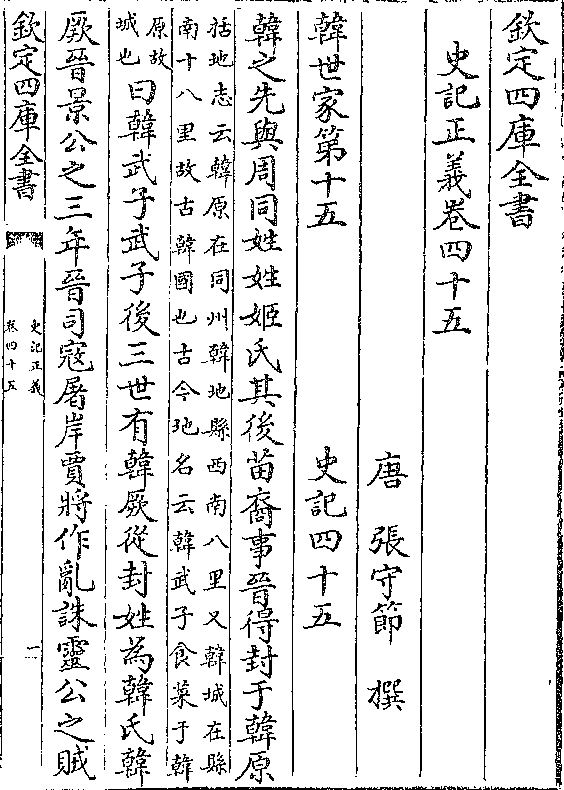 欽定四庫全書
史記正義卷四十五
唐 張守節 撰
韓世家第十五 史記四十五
韓之先與周同姓姓姬氏其後苗裔事晉得封于韓原
括地志云韓原在同州韓地縣西南八里又韓城在縣
南十八里故古韓國也古今地名云韓武子食菜于韓
原故
城也
曰韓武子武子後三世有韓厥從封姓為韓氏韓
厥晉景公之三年晉司寇屠岸賈將作亂誅靈公之賊
欽定四庫全書
史記正義
卷四十五
一